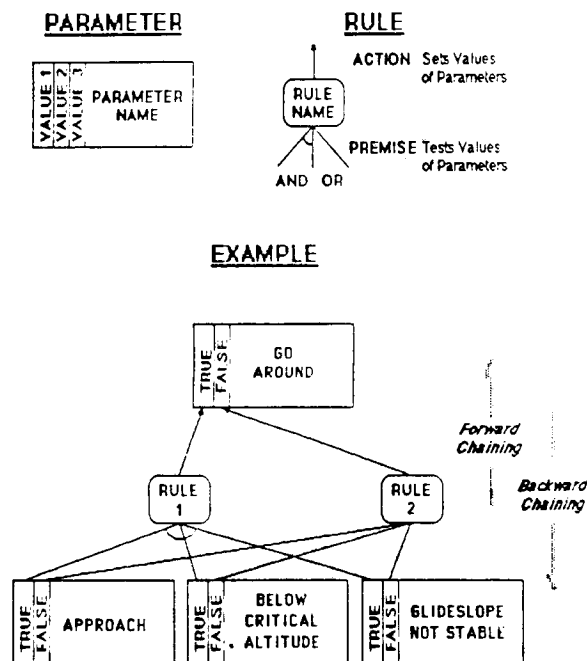 PARAMETER
VALUE 1
VALUE 2
VALUE 3
PARAMETER
NAME
RULE
ACTION Sets Values
of Parameters
RULE
NAME
PREMISE Tests Values
of Parameters
AND OR
EXAMPLE
TRUE
FALSE
GO
AROUND
Forward
Chaining
Backward
Chaining
RULE
1
RULE
2
TRUE
FALSE
APPROACH
TRUE
FALSE
BELOW
CRITICAL
ALTITUDE
TRUE
FALSE
GLIDESLOPE
NOT STABLE